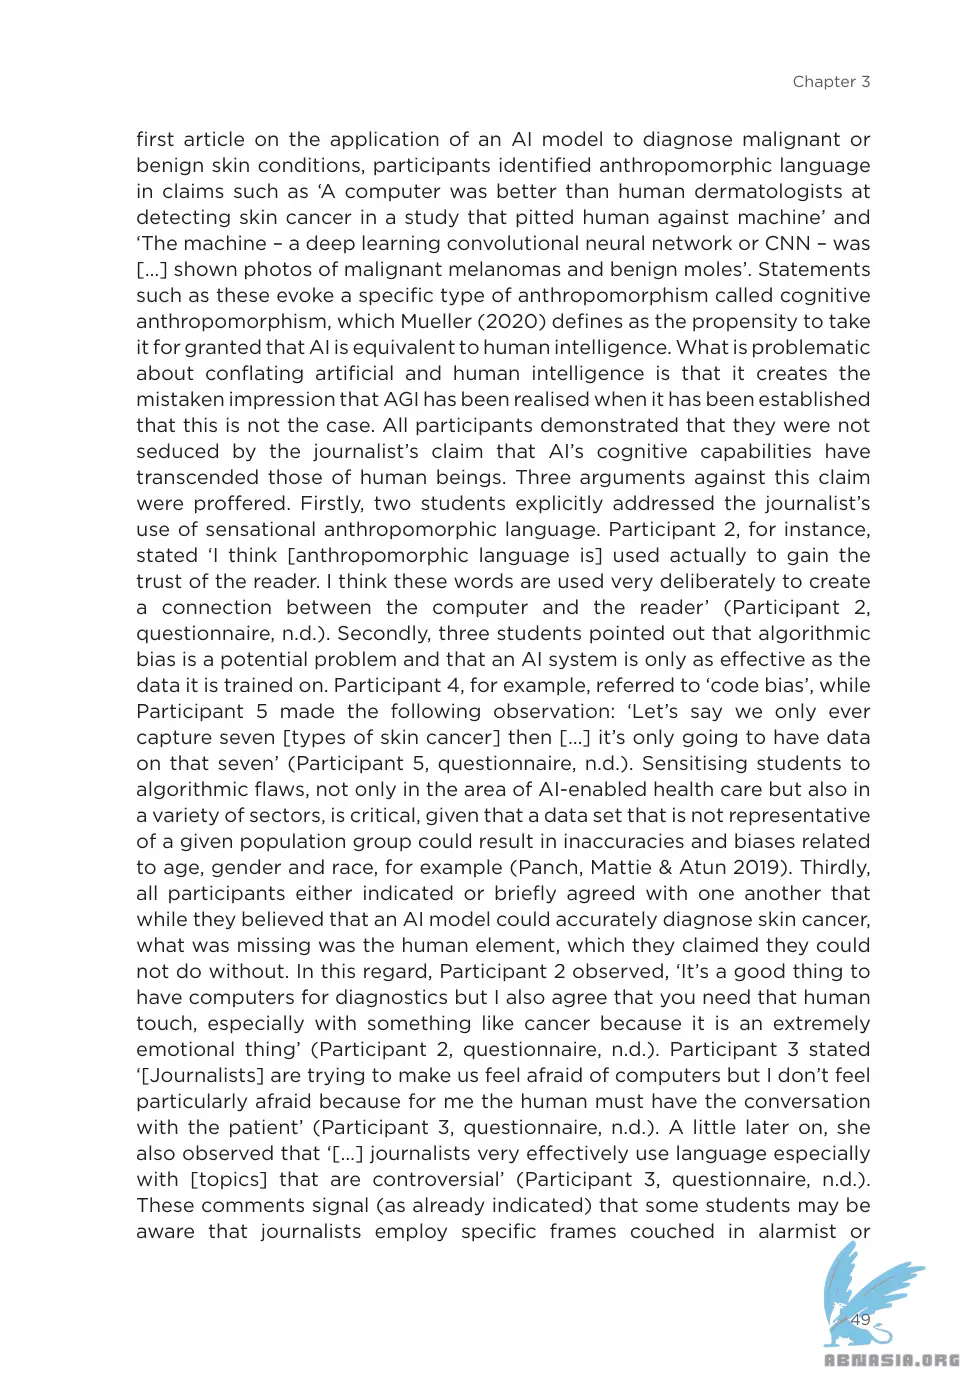 Chapter 3
first article on the application of an AI model to diagnose malignant or
benign skin conditions, participants identified anthropomorphic language
in claims such as ‘A computer was better than human dermatologists at
detecting skin cancer in a study that pitted human against machine’ and
‘The machine – a deep learning convolutional neural network or CNN – was
[...] shown photos of malignant melanomas and benign moles’. Statements
such as these evoke a specific type of anthropomorphism called cognitive
anthropomorphism, which Mueller (2020) defines as the propensity to take
it for granted that AI is equivalent to human intelligence. What is problematic
about conflating artificial and human intelligence is that it creates the
mistaken impression that AGI has been realised when it has been established
that this is not the case. All participants demonstrated that they were not
seduced by the journalist’s claim that AI’s cognitive capabilities have
transcended those of human beings. Three arguments against this claim
were proffered. Firstly, two students explicitly addressed the journalist’s
use of sensational anthropomorphic language. Participant 2, for instance,
stated ‘I think [anthropomorphic language is] used actually to gain the
trust of the reader. I think these words are used very deliberately to create
a connection between the computer and the reader’ (Participant 2,
questionnaire, n.d.). Secondly, three students pointed out that algorithmic
bias is a potential problem and that an AI system is only as effective as the
data it is trained on. Participant 4, for example, referred to ‘code bias’, while
Participant 5 made the following observation: ‘Let’s say we only ever
capture seven [types of skin cancer] then [...] it’s only going to have data
on that seven’ (Participant 5, questionnaire, n.d.). Sensitising students to
algorithmic flaws, not only in the area of AI-enabled health care but also in
a variety of sectors, is critical, given that a data set that is not representative
of a given population group could result in inaccuracies and biases related
to age, gender and race, for example (Panch, Mattie & Atun 2019). Thirdly,
all participants either indicated or briefly agreed with one another that
while they believed that an AI model could accurately diagnose skin cancer,
what was missing was the human element, which they claimed they could
not do without. In this regard, Participant 2 observed, ‘It’s a good thing to
have computers for diagnostics but I also agree that you need that human
touch, especially with something like cancer because it is an extremely
emotional thing’ (Participant 2, questionnaire, n.d.). Participant 3 stated
‘[Journalists] are trying to make us feel afraid of computers but I don’t feel
particularly afraid because for me the human must have the conversation
with the patient’ (Participant 3, questionnaire, n.d.). A little later on, she
also observed that ‘[...] journalists very effectively use language especially
with [topics] that are controversial’ (Participant 3, questionnaire, n.d.).
These comments signal (as already indicated) that some students may be
aware that journalists employ specific frames couched in alarmist or
49
ABNASIA.ORG